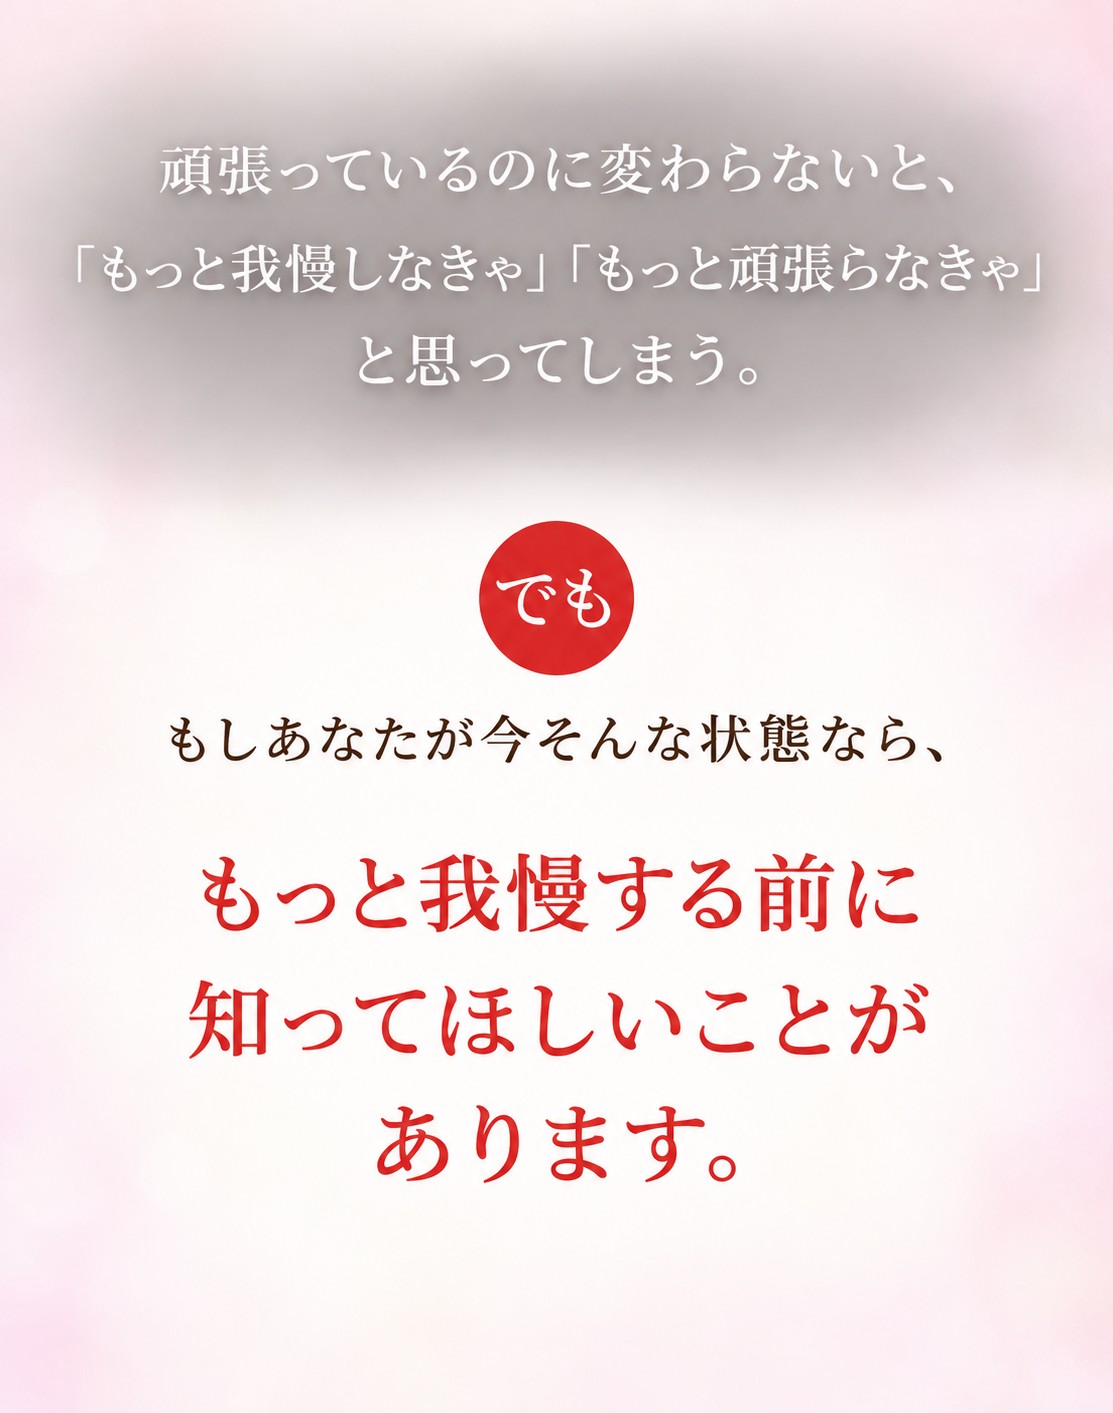 頑張っているのに変わらないと、
「もっと我慢しなきゃ」「もっと頑張らなきゃ」
と思ってしまう。
でも
もしあなたが今そんな状態なら、
もっと我慢する前に
知ってほしいことが
あります。